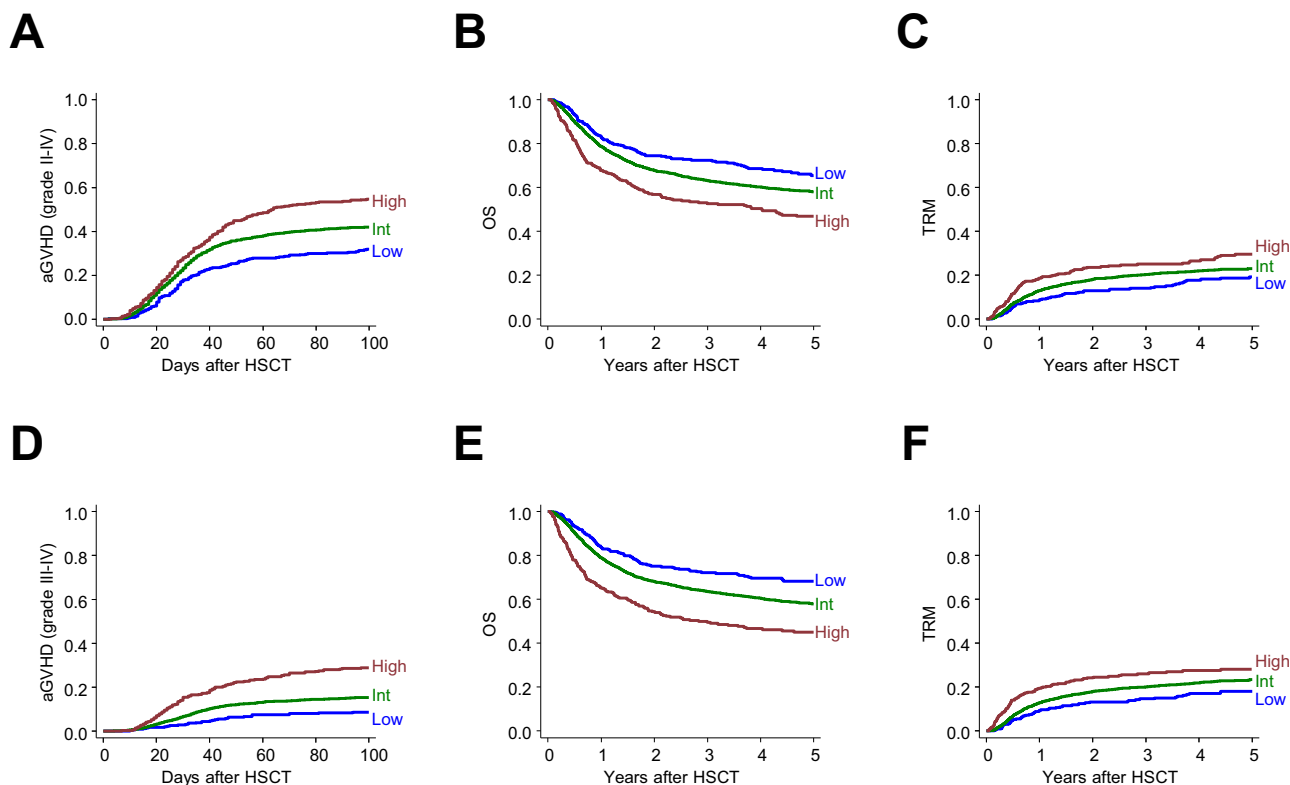 A
B
C
aGVHD (grade II-IV)
1.0
0.8
0.6
0.4
0.2
0.0
High
Int
Low
0 20 40 60 80 100
Days after HSCT
OS
1.0
0.8
0.6
0.4
0.2
0.0
Low
Int
High
0 1 2 3 4 5
Years after HSCT
TRM
1.0
0.8
0.6
0.4
0.2
0.0
High
Int
Low
0 1 2 3 4 5
Years after HSCT
D
E
F
aGVHD (grade III-IV)
1.0
0.8
0.6
0.4
0.2
0.0
High
Int
Low
0 20 40 60 80 100
Days after HSCT
OS
1.0
0.8
0.6
0.4
0.2
0.0
Low
Int
High
0 1 2 3 4 5
Years after HSCT
TRM
1.0
0.8
0.6
0.4
0.2
0.0
High
Int
Low
0 1 2 3 4 5
Years after HSCT